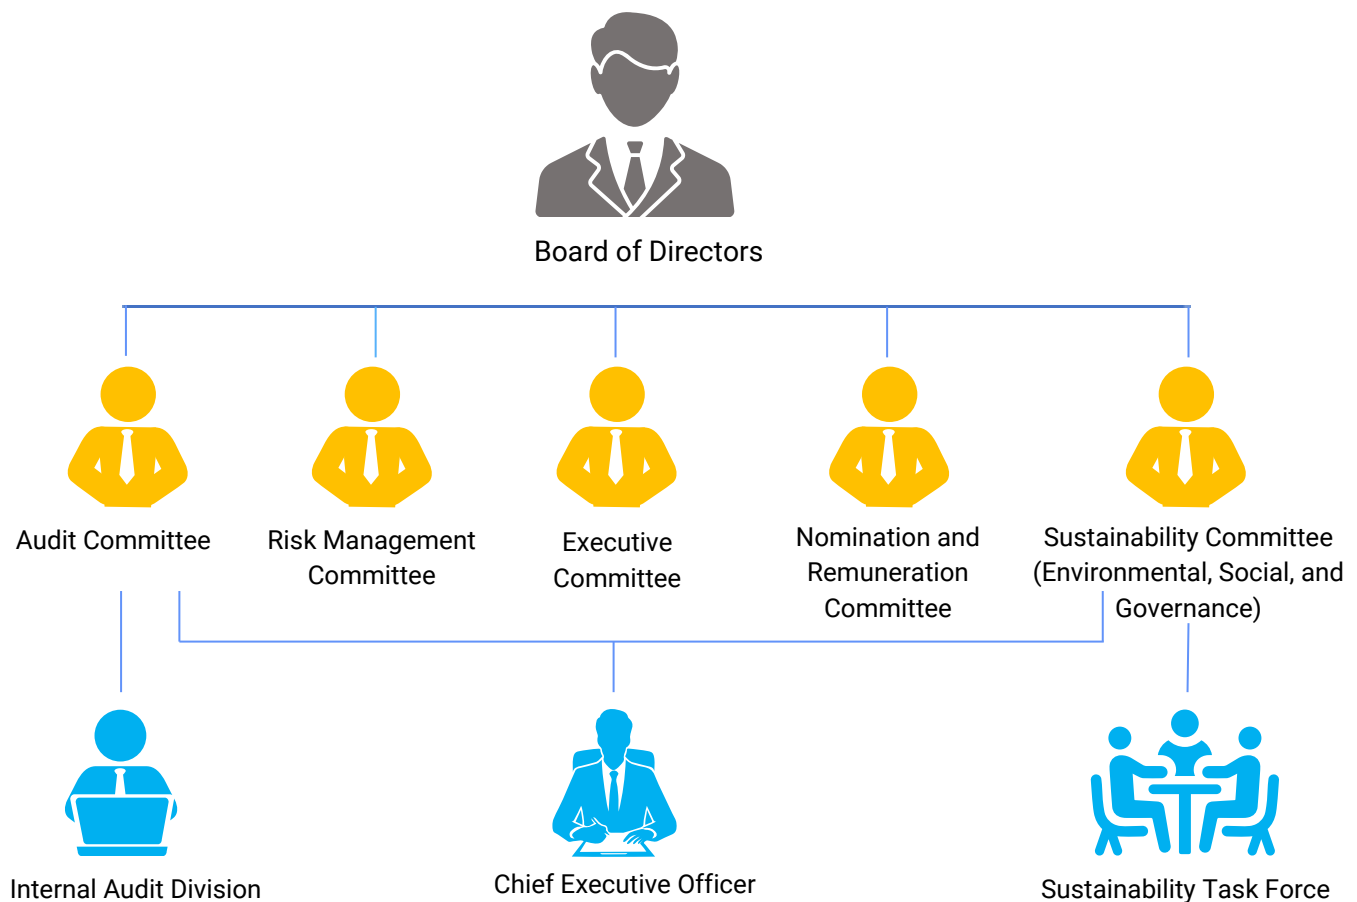 Board of Directors
Audit Committee
Risk Management
Committee
Executive
Committee
Nomination and
Remuneration
Committee
Sustainability Committee
(Environmental, Social, and
Governance)
Internal Audit Division
Chief Executive Officer
Sustainability Task Force